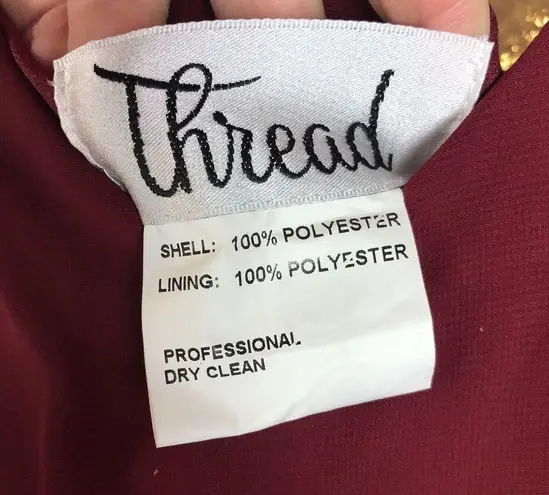 Thread
SHELL: 100% POLYESTER
LINING: 100% POLYESTER
PROFESSIONAL
DRY CLEAN